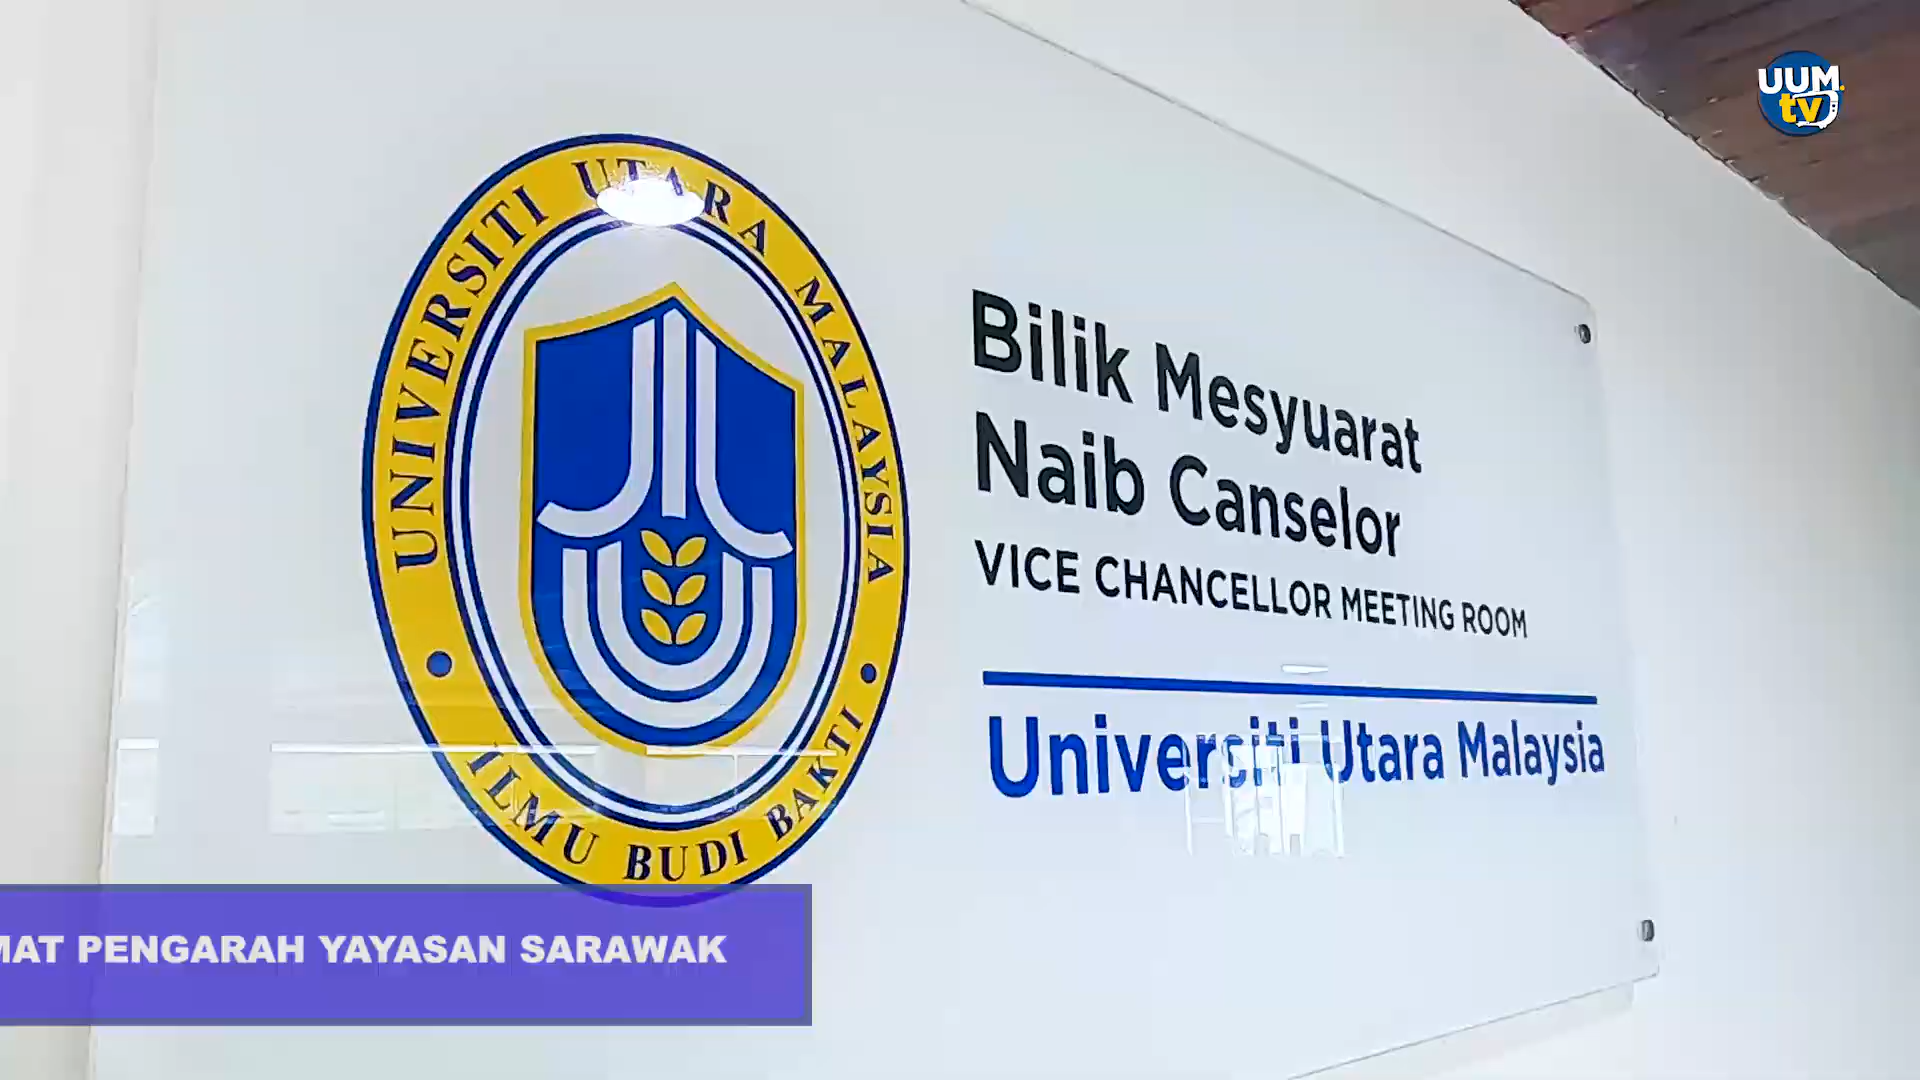 UUM
tv
UNIVERSITI UTARA MALAYSIA
ILMU BUDI BAKTI
Bilik Mesyuarat
Naib Canselor
VICE CHANCELLOR MEETING ROOM
Universiti Utara Malaysia
PENGARAH YAYASAN SARAWAK